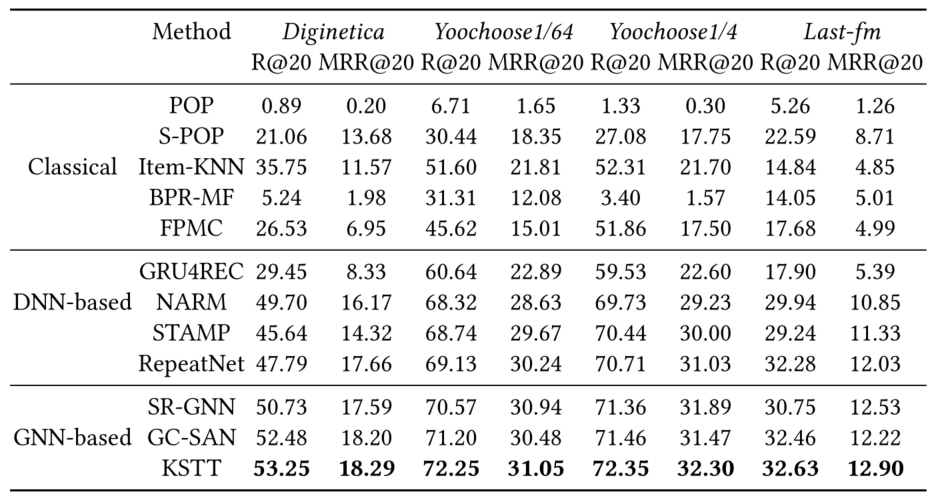 Method Diginetica Yoochoose1/64 Yoochoose1/4 Last-fm
R@20 MRR@20 R@20 MRR@20 R@20 MRR@20 R@20 MRR@20
POP 0.89 0.20 6.71 1.65 1.33 0.30 5.26 1.26
S-POP 21.06 13.68 30.44 18.35 27.08 17.75 22.59 8.71
Classical Item-KNN 35.75 11.57 51.60 21.81 52.31 21.70 14.84 4.85
BPR-MF 5.24 1.98 31.31 12.08 3.40 1.57 14.05 5.01
FPMC 26.53 6.95 45.62 15.01 51.86 17.50 17.68 4.99
GRU4REC 29.45 8.33 60.64 22.89 59.53 22.60 17.90 5.39
DNN-based NARM 49.70 16.17 68.32 28.63 69.73 29.23 29.94 10.85
STAMP 45.64 14.32 68.74 29.67 70.44 30.00 29.24 11.33
RepeatNet 47.79 17.66 69.13 30.24 70.71 31.03 32.28 12.03
SR-GNN 50.73 17.59 70.57 30.94 71.36 31.89 30.75 12.53
GNN-based GC-SAN 52.48 18.20 71.20 30.48 71.46 31.47 32.46 12.22
KSTT 53.25 18.29 72.25 31.05 72.35 32.30 32.63 12.90